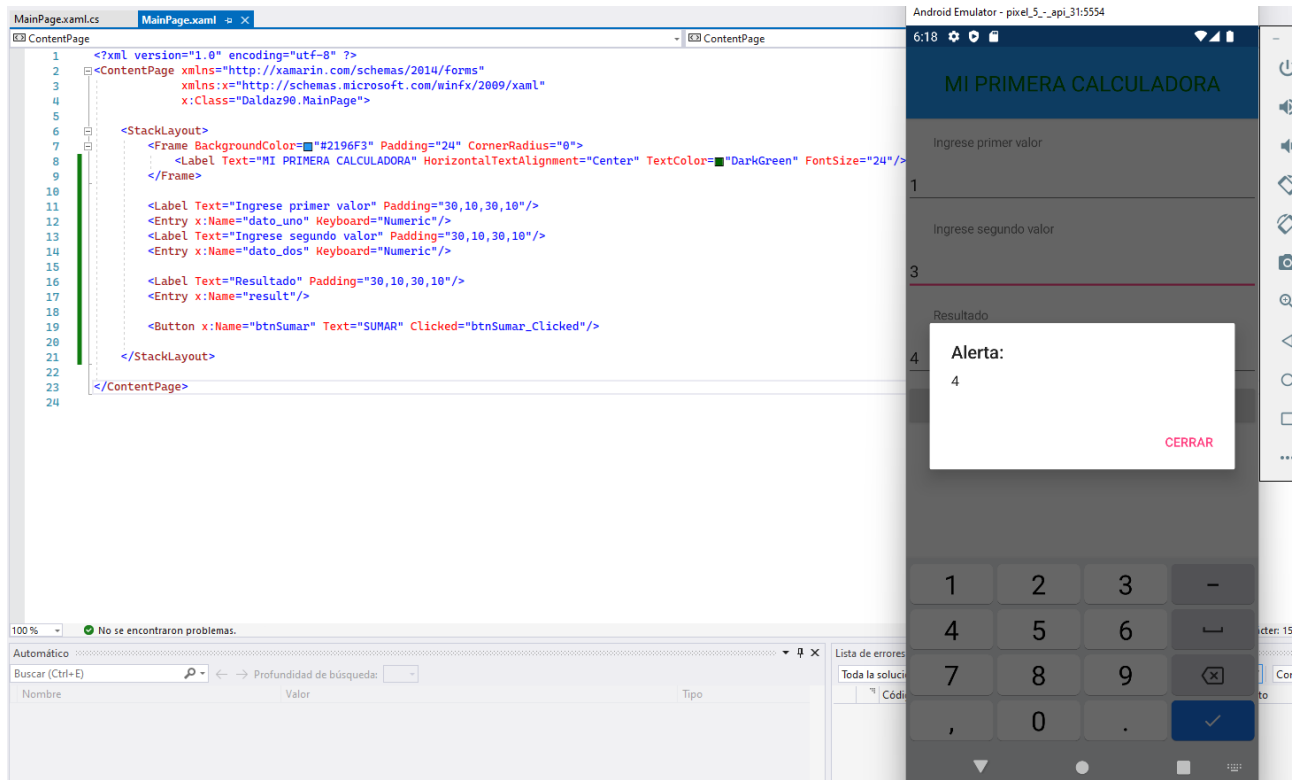 MainPage.xaml.cs
MainPage.xaml
ContentPage
ContentPage
1 <?xml version="1.0" encoding="utf-8" ?>
2 <ContentPage xmlns="http://xamarin.com/schemas/2014/forms"
3 xmlns:x="http://schemas.microsoft.com/winfx/2009/xaml"
4 x:Class="Daldaz90.MainPage">
5
6 <StackLayout>
7 <Frame BackgroundColor="#2196F3" Padding="24" CornerRadius="0">
8 <Label Text="MI PRIMERA CALCULADORA" HorizontalTextAlignment="Center" TextColor="DarkGreen" FontSize="24"/>
9 </Frame>
10
11 <Label Text="Ingrese primer valor" Padding="30,10,30,10"/>
12 <Entry x:Name="dato_uno" Keyboard="Numeric"/>
13 <Label Text="Ingrese segundo valor" Padding="30,10,30,10"/>
14 <Entry x:Name="dato_dos" Keyboard="Numeric"/>
15
16 <Label Text="Resultado" Padding="30,10,30,10"/>
17 <Entry x:Name="result"/>
18
19 <Button x:Name="btnSumar" Text="SUMAR" Clicked="btnSumar_Clicked"/>
20
21 </StackLayout>
22
23 </ContentPage>
24
100 %
No se encontraron problemas.
Automático
Buscar (Ctrl+E)
Profundidad de búsqueda:
Nombre Valor Tipo
Lista de errores
Toda la soluci
Códi
Android Emulator - pixel_5_-_api_31:5554
6:18
MI PRIMERA CALCULADORA
Ingrese primer valor
1
Ingrese segundo valor
3
Resultado
4
Alerta:
4
CERRAR
1 2 3 -
4 5 6
7 8 9
, 0 .
cter: 15
Con
to